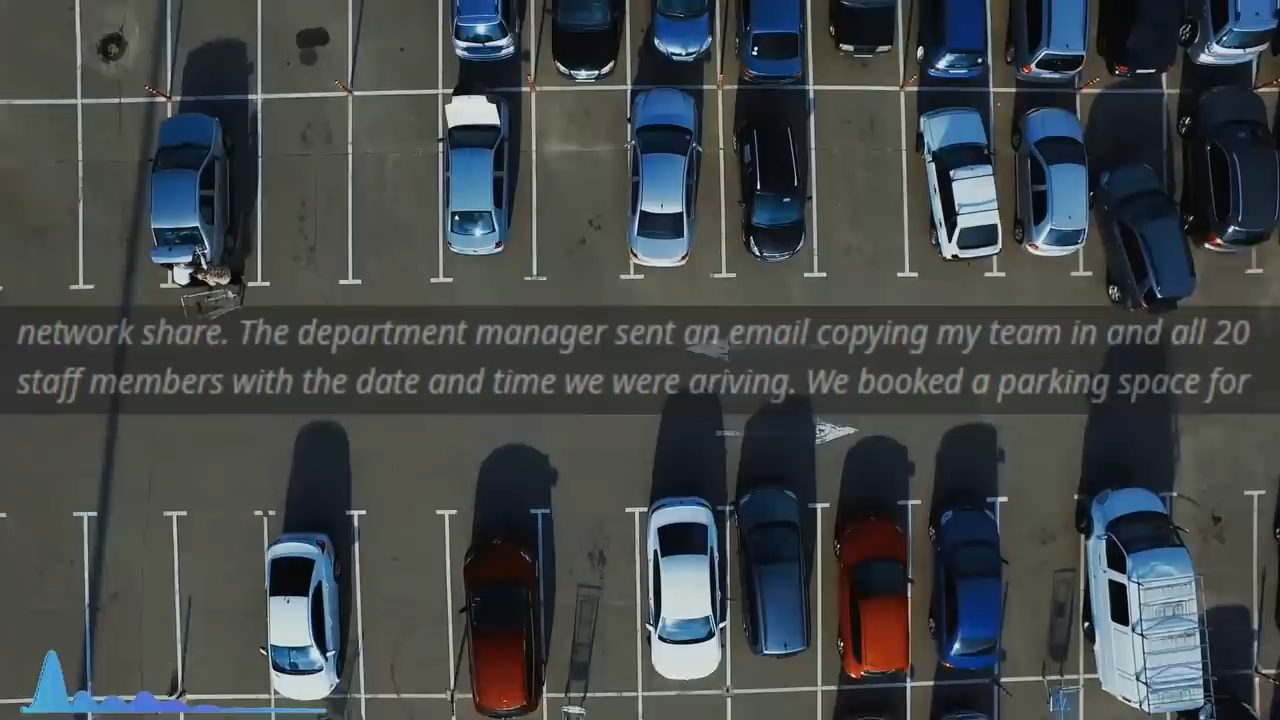 network share. The department manager sent an email copying my team in and all 20
staff members with the date and time we were ariving. We booked a parking space for